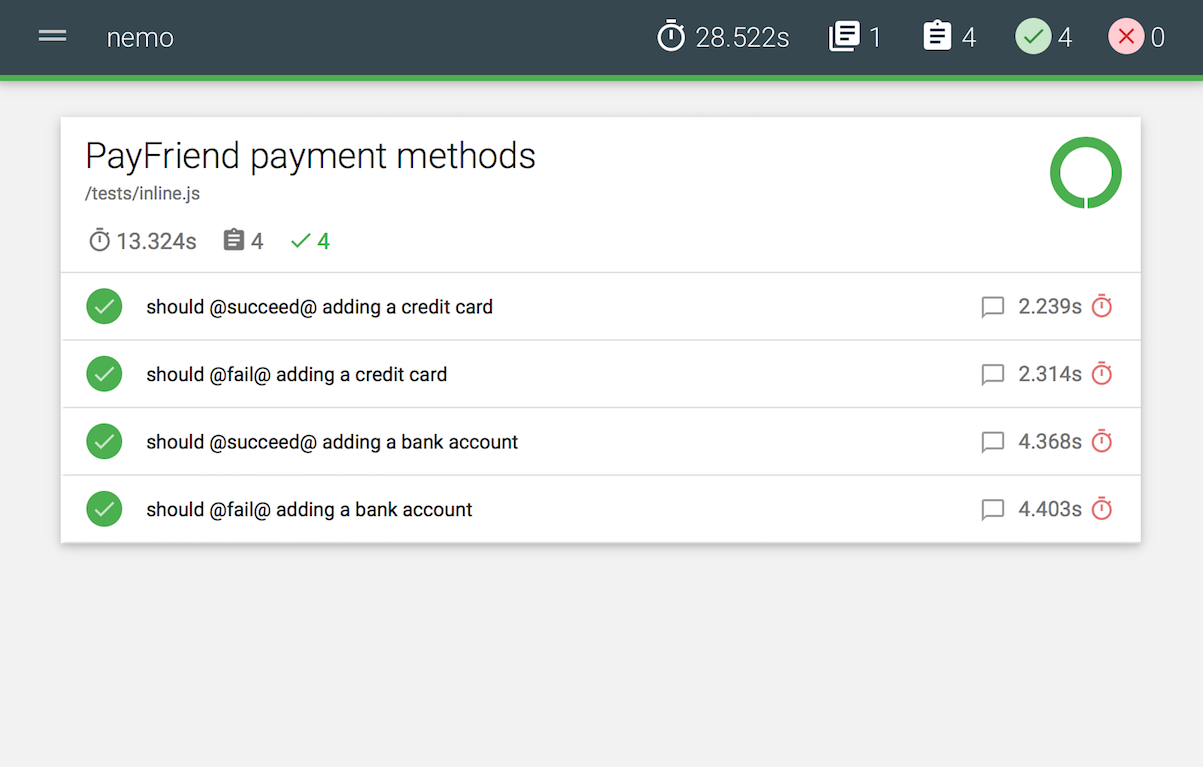 nemo 28.522s 1 4 4 0
PayFriend payment methods
/tests/inline.js
13.324s 4 4
should @succeed@ adding a credit card 2.239s
should @fail@ adding a credit card 2.314s
should @succeed@ adding a bank account 4.368s
should @fail@ adding a bank account 4.403s